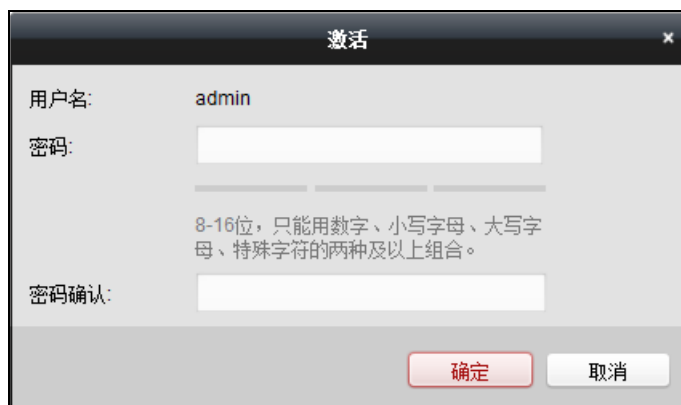 激活
用户名: admin
密码:
8-16位，只能用数字、小写字母、大写字
母、特殊字符的两种及以上组合。
密码确认:
确定 取消